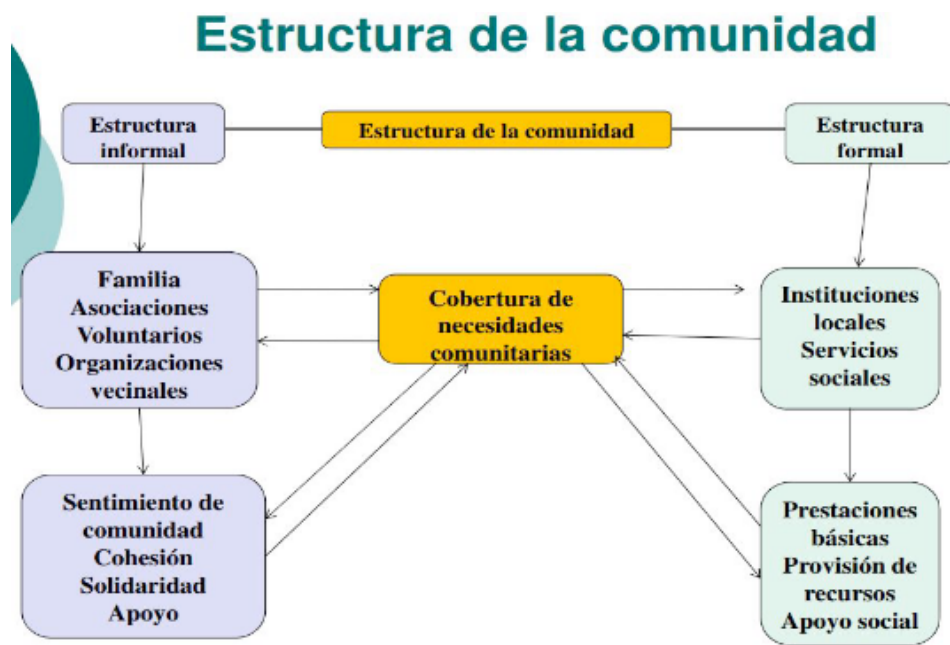 Estructura de la comunidad
Estructura
informal
Estructura de la comunidad
Estructura
formal
Familia
Asociaciones
Voluntarios
Organizaciones
vecinales
Cobertura de
necesidades
comunitarias
Instituciones
locales
Servicios
sociales
Sentimiento de
comunidad
Cohesión
Solidaridad
Apoyo
Prestaciones
básicas
Provisión de
recursos
Apoyo social